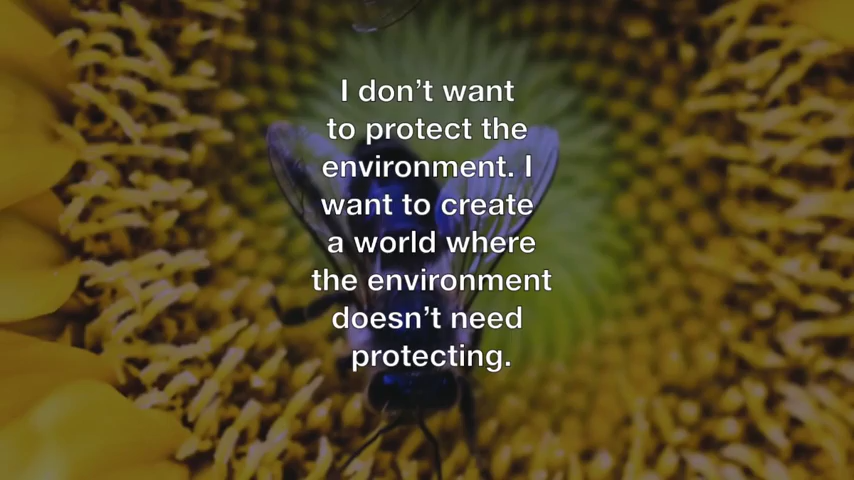 I don’t want
to protect the
environment. I
want to create
a world where
the environment
doesn’t need
protecting.